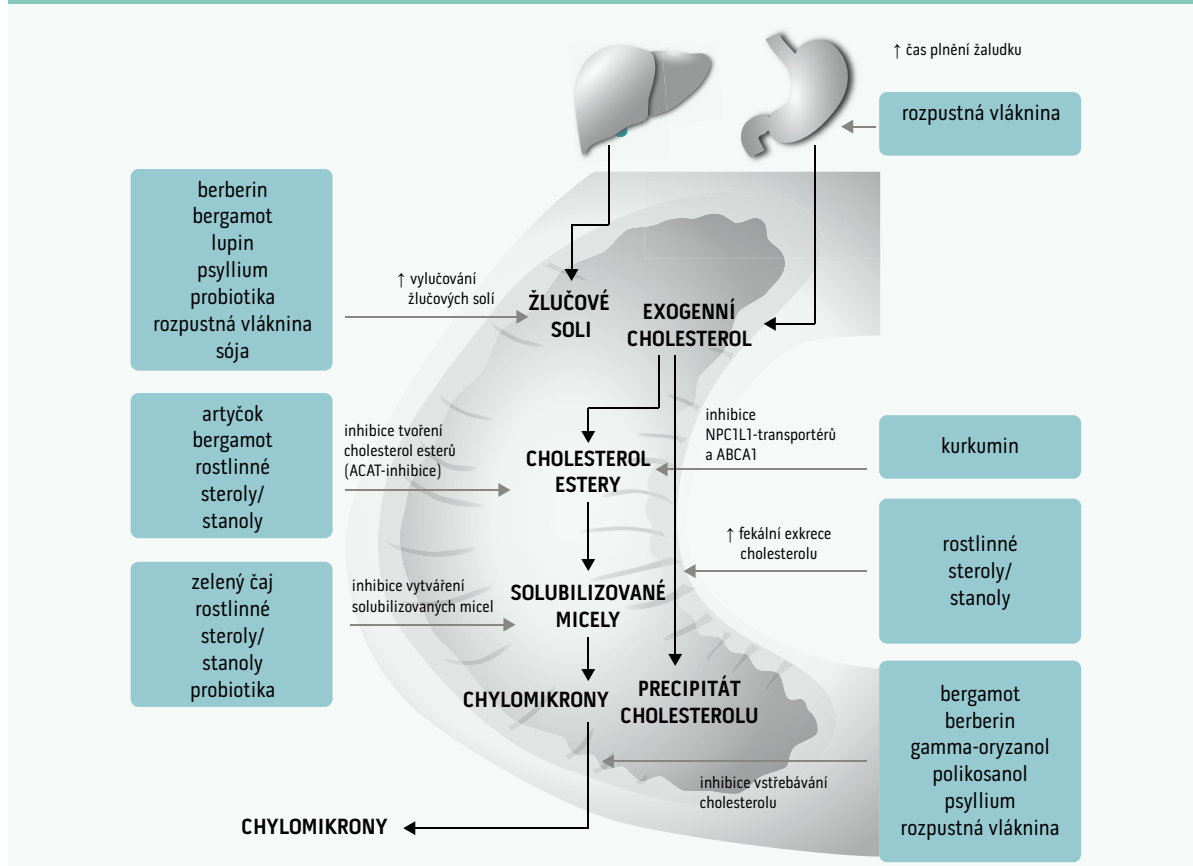 ↑ čas plnění žaludku
rozpustná vláknina
berberin
bergamot
lupin
psyllium
probiotika
rozpustná vláknina
sója
↑ vylučování
žlučových solí
ŽLUČOVÉ
SOLI
EXOGENNÍ
CHOLESTEROL
artyčok
bergamot
rostlinné
steroly/
stanoly
inhibice tvoření
cholesterol esterů
(ACAT-inhibice)
CHOLESTEROL
ESTERY
inhibice
NPC1L1-transportérů
a ABCA1
kurkumin
↑ fekální exkrece
cholesterolu
rostlinné
steroly/
stanoly
zelený čaj
rostlinné
steroly/
stanoly
probiotika
inhibice vytváření
solubilizovaných micel
SOLUBILIZOVANÉ
MICELY
CHYLOMIKRONY
PRECIPITÁT
CHOLESTEROLU
bergamot
berberin
gamma-oryzanol
polikosanol
psyllium
rozpustná vláknina
inhibice vstřebávání
cholesterolu
CHYLOMIKRONY